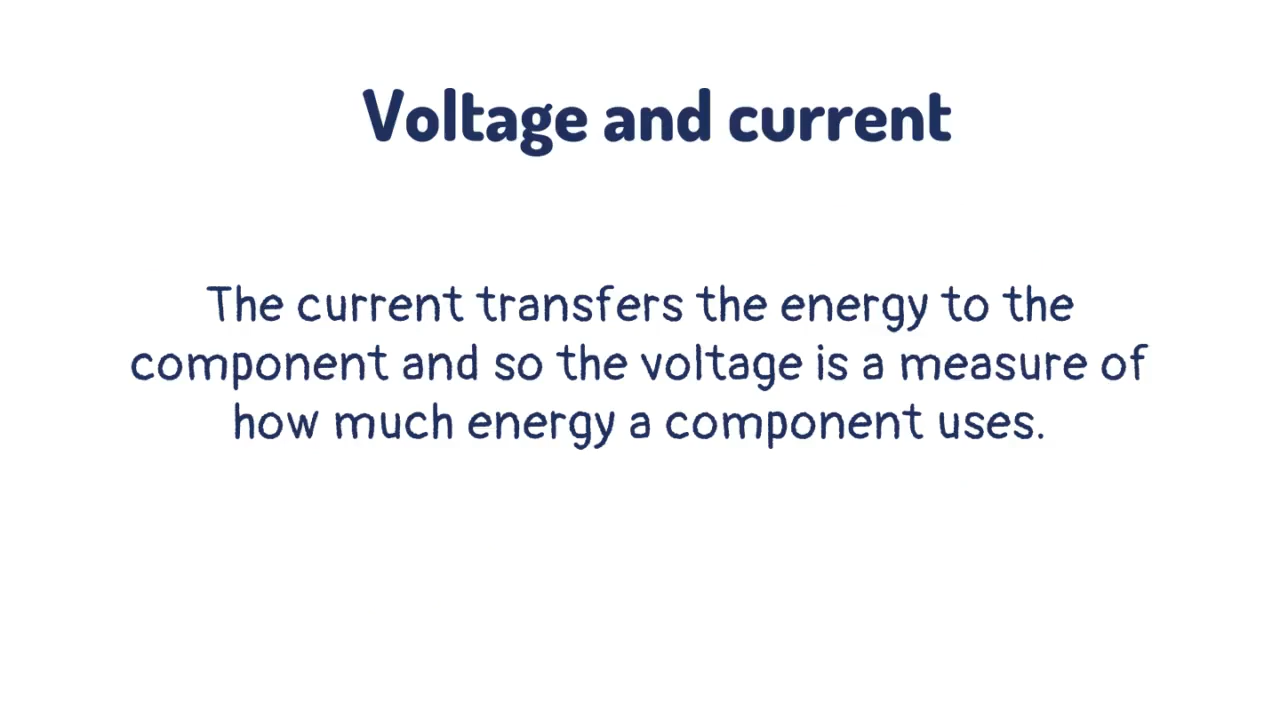 Voltage and current
The current transfers the energy to the
component and so the voltage is a measure of
how much energy a component uses.